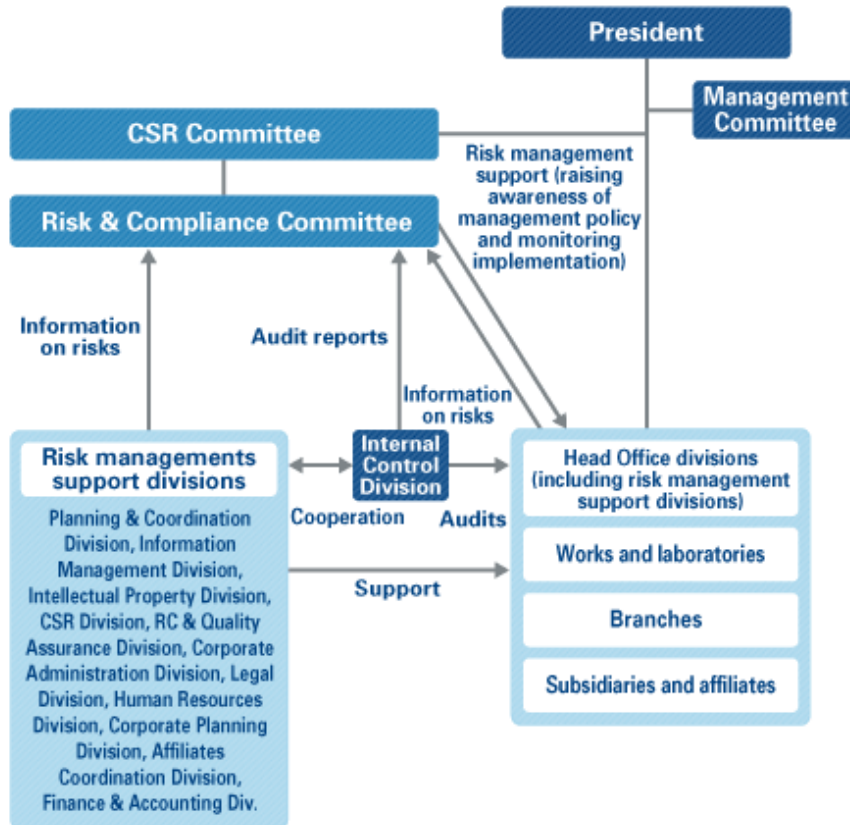 President
Management
Committee
CSR Committee
Risk management
support (raising
awareness of
management policy
and monitoring
implementation)
Risk & Compliance Committee
Information
on risks
Audit reports
Information
on risks
Risk managements
support divisions
Internal
Control
Division
Head Office divisions
(including risk management
support divisions)
Cooperation
Audits
Planning & Coordination
Division, Information
Management Division,
Intellectual Property Division,
CSR Division, RC & Quality
Assurance Division, Corporate
Administration Division, Legal
Division, Human Resources
Division, Corporate Planning
Division, Affiliates
Coordination Division,
Finance & Accounting Div.
Support
Works and laboratories
Branches
Subsidiaries and affiliates